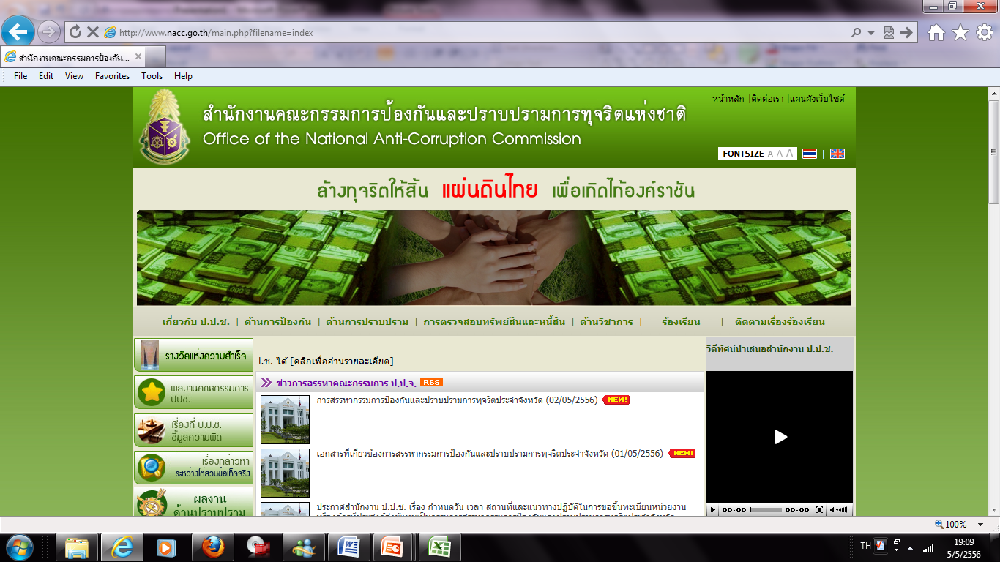 http://www.nacc.go.th/main.php?filename=index
สำนักงานคณะกรรมการป้องกัน...
File Edit View Favorites Tools Help
หน้าหลัก |ติดต่อเรา |แผนผังเว็บไซต์
สำนักงานคณะกรรมการป้องกันและปราบปรามการทุจริตแห่งชาติ
Office of the National Anti-Corruption Commission
FONTSIZE A A A |
ล้างทุจริตให้สิ้น แผ่นดินไทย เพื่อเทิดไท้องค์ราชัน
เกี่ยวกับ ป.ป.ช. | ด้านการป้องกัน | ด้านการปราบปราม | การตรวจสอบทรัพย์สินและหนี้สิน | ด้านวิชาการ | ร้องเรียน | ติดตามเรื่องร้องเรียน
รางวัลแห่งความสำเร็จ
ผลงานคณะกรรมการ
ปปช.
เรื่องที่ ป.ป.ช.
ชี้มูลความผิด
เรื่องกล่าวหา
ระหว่างไต่สวนข้อเท็จจริง
ผลงาน
ด้านปราบปราม
.ช. ได้ [คลิกเพื่ออ่านรายละเอียด]
ข่าวการสรรหาคณะกรรมการ ป.ป.จ. RSS
การสรรหากรรมการป้องกันและปราบปรามการทุจริตประจำจังหวัด (02/05/2556) NEW!
เอกสารที่เกี่ยวข้องการสรรหากรรมการป้องกันและปราบปรามการทุจริตประจำจังหวัด (01/05/2556) NEW!
ประกาศสำนักงาน ป.ป.ช. เรื่อง กำหนดวัน เวลา สถานที่และแนวทางปฏิบัติในการขอขึ้นทะเบียนหน่วยงาน
วิดีทัศน์นำเสนอสำนักงาน ป.ป.ช.
00:00 00:00
100%
TH
19:09
5/5/2556